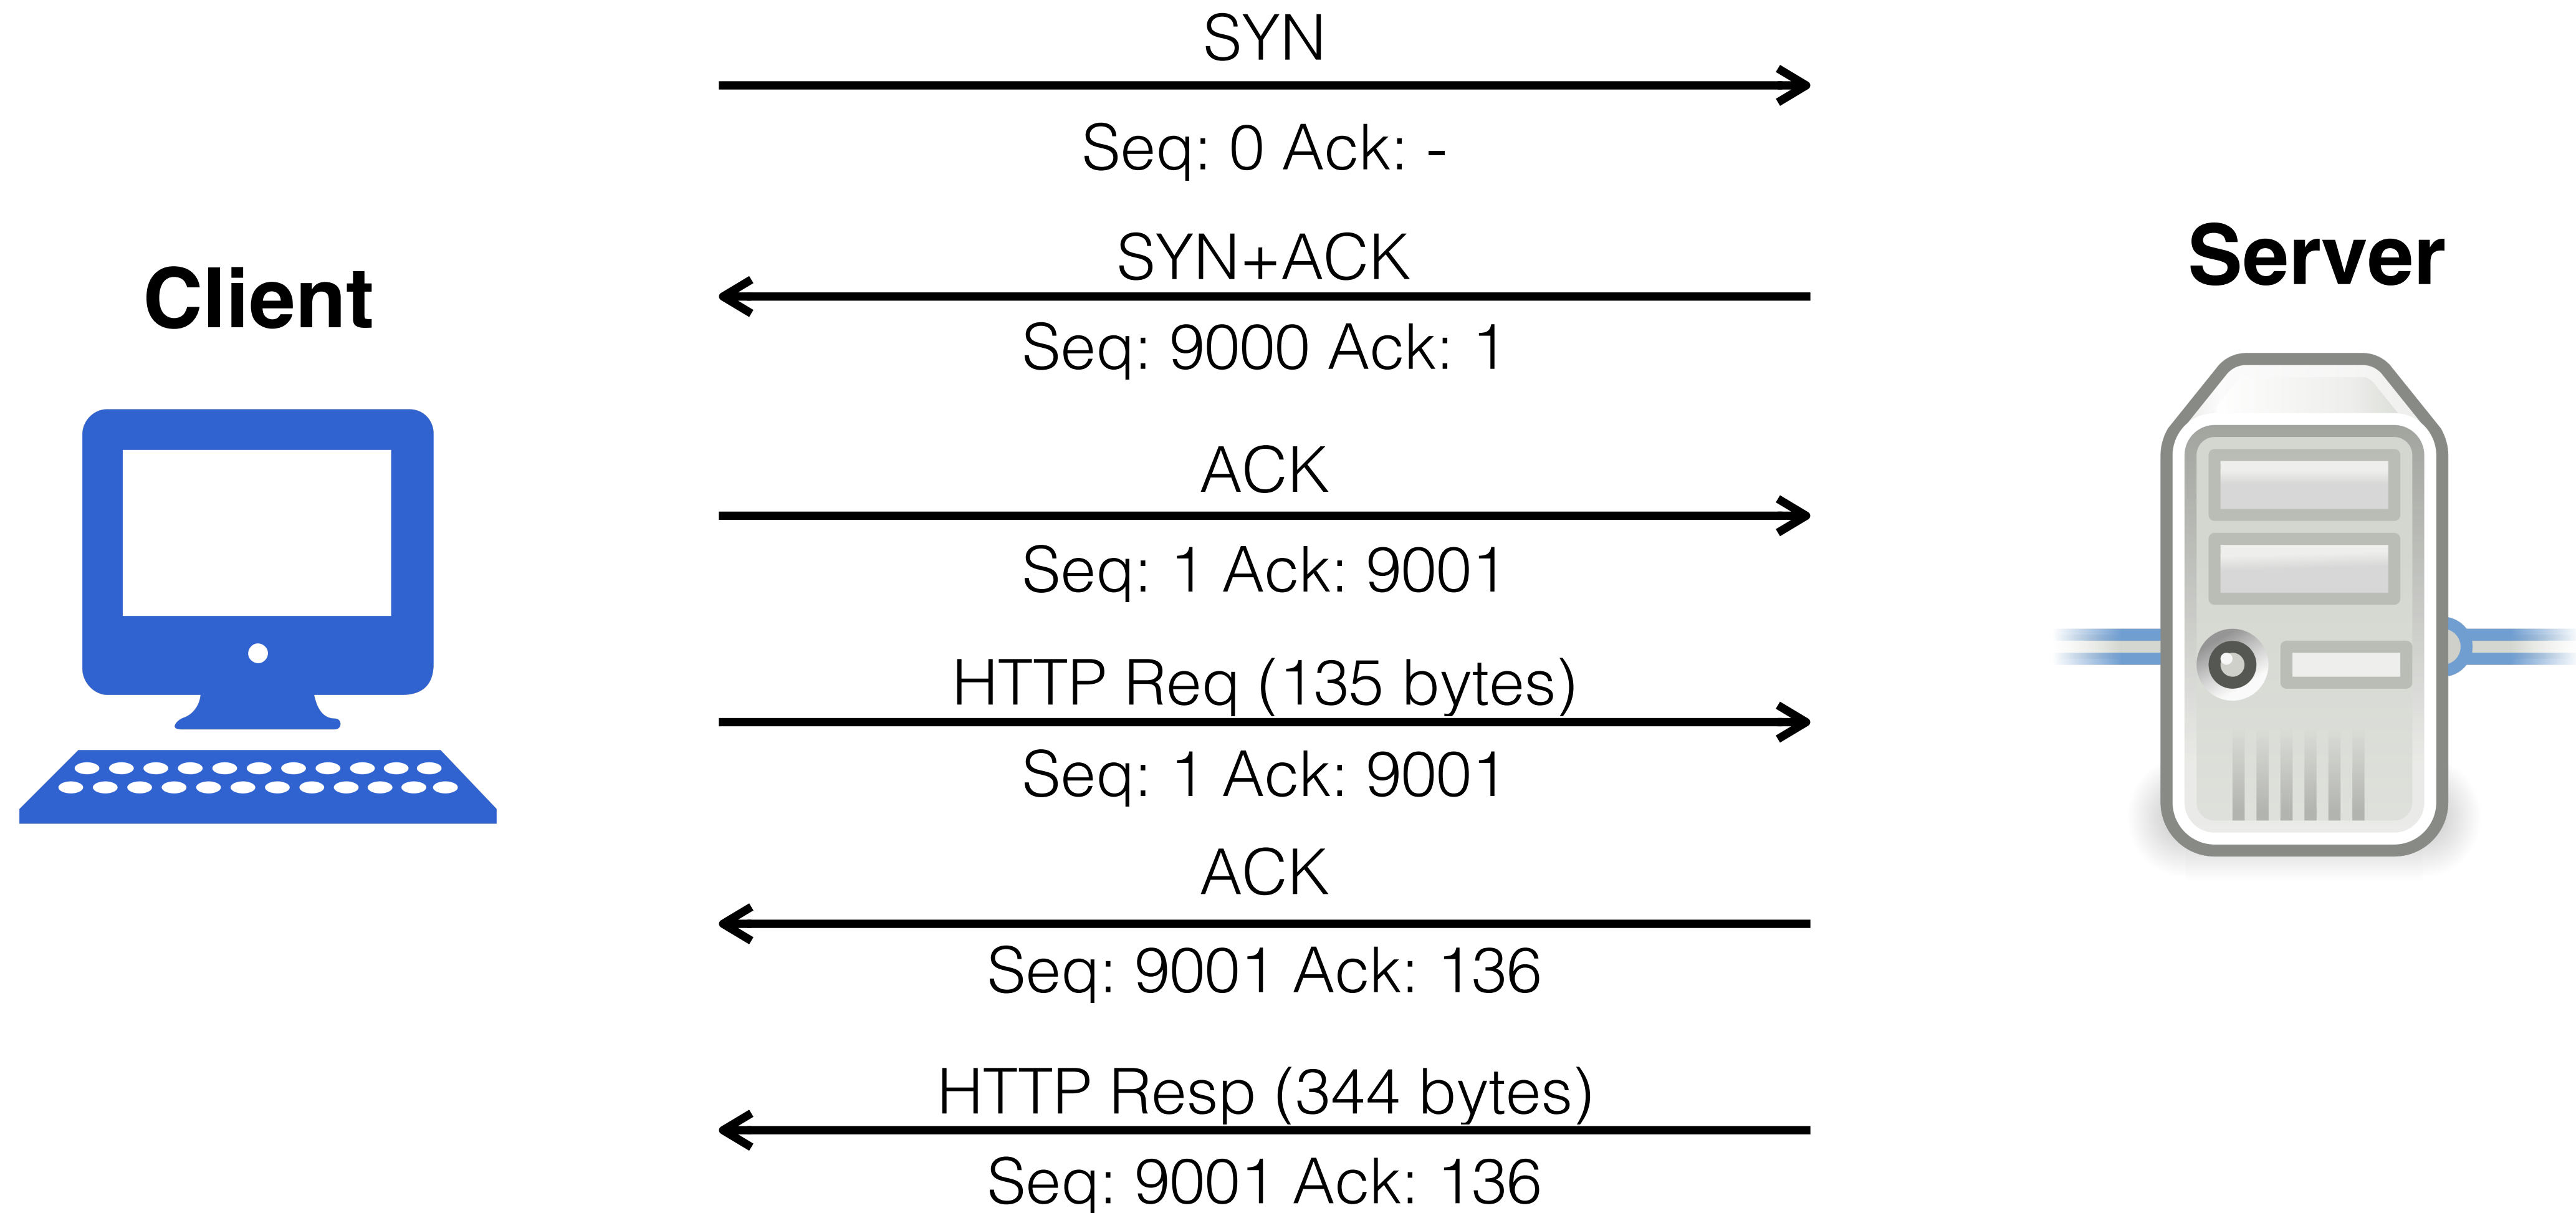 SYN
Seq: 0 Ack: -
SYN+ACK
Seq: 9000 Ack: 1
Client
Server
ACK
Seq: 1 Ack: 9001
HTTP Req (135 bytes)
Seq: 1 Ack: 9001
ACK
Seq: 9001 Ack: 136
HTTP Resp (344 bytes)
Seq: 9001 Ack: 136